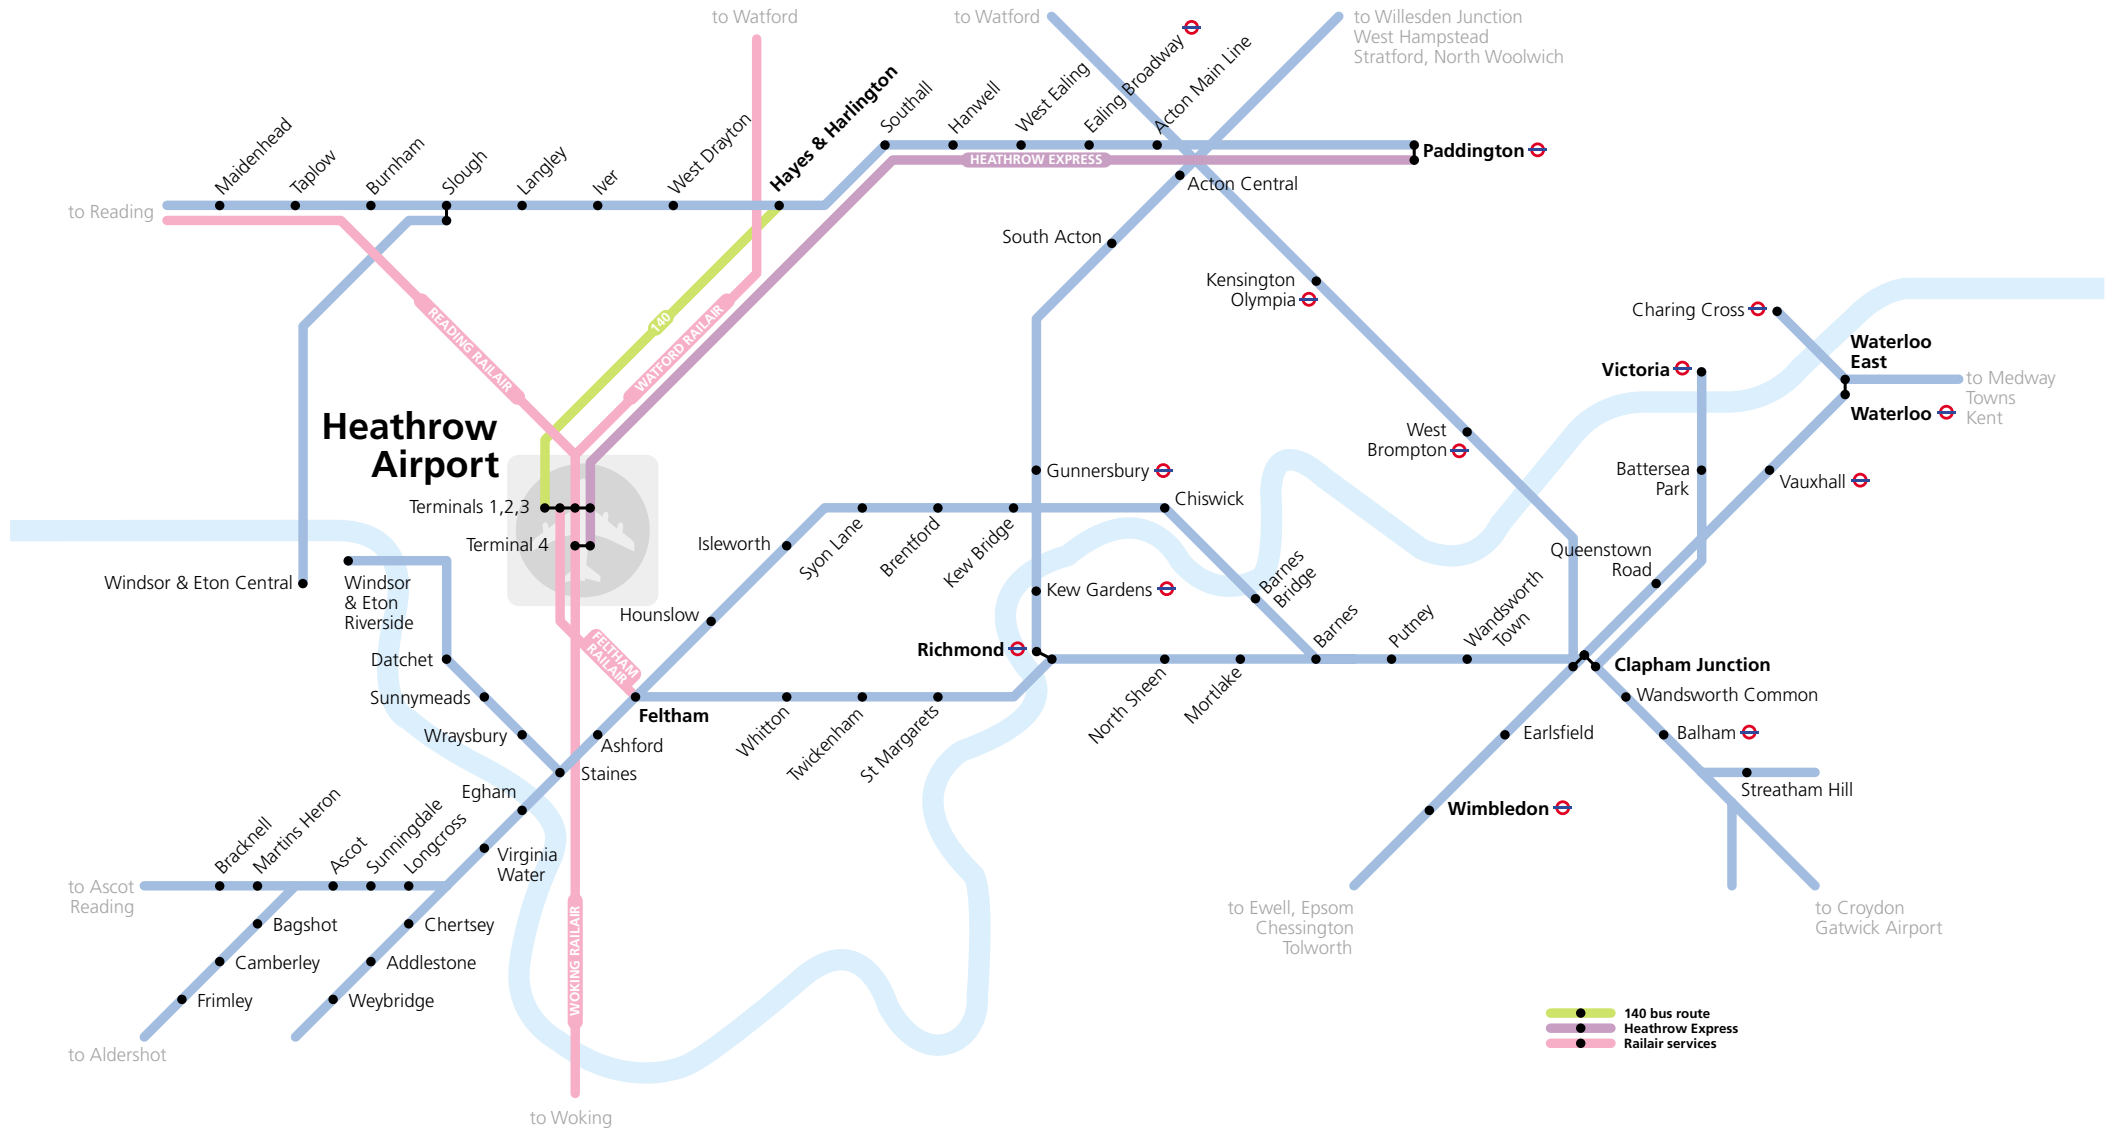 to Watford
to Watford
to Willesden Junction
West Hampstead
Stratford, North Woolwich
Maidenhead
Taplow
Burnham
Slough
Langley
Iver
West Drayton
Hayes & Harlington
Southall
Hanwell
West Ealing
Ealing Broadway
Acton Main Line
Paddington
HEATHROW EXPRESS
Acton Central
to Reading
South Acton
Kensington
Olympia
READING RAILAIR
140
WATFORD RAILAIR
Charing Cross
Waterloo
East
Victoria
to Medway
Towns
Kent
Waterloo
Heathrow
Airport
West
Brompton
Gunnersbury
Battersea
Park
Vauxhall
Terminals 1,2,3
Chiswick
Terminal 4
Isleworth
Syon Lane
Brentford
Kew Bridge
Queenstown
Road
Windsor & Eton Central
Windsor
& Eton
Riverside
Kew Gardens
Barnes
Bridge
Hounslow
FELTHAM
RAILAIR
Richmond
Barnes
Putney
Wandsworth
Town
Clapham Junction
Datchet
Sunnymeads
Wraysbury
Feltham
Whitton
Twickenham
St Margarets
North Sheen
Mortlake
Wandsworth Common
Earlsfield
Balham
Ashford
Staines
Streatham Hill
Egham
Wimbledon
Bracknell
Martins Heron
Ascot
Sunningdale
Longcross
Virginia
Water
to Ascot
Reading
Bagshot
Chertsey
Camberley
Addlestone
Frimley
Weybridge
WOKING RAILAIR
to Ewell, Epsom
Chessington
Tolworth
to Croydon
Gatwick Airport
140 bus route
Heathrow Express
Railair services
to Aldershot
to Woking